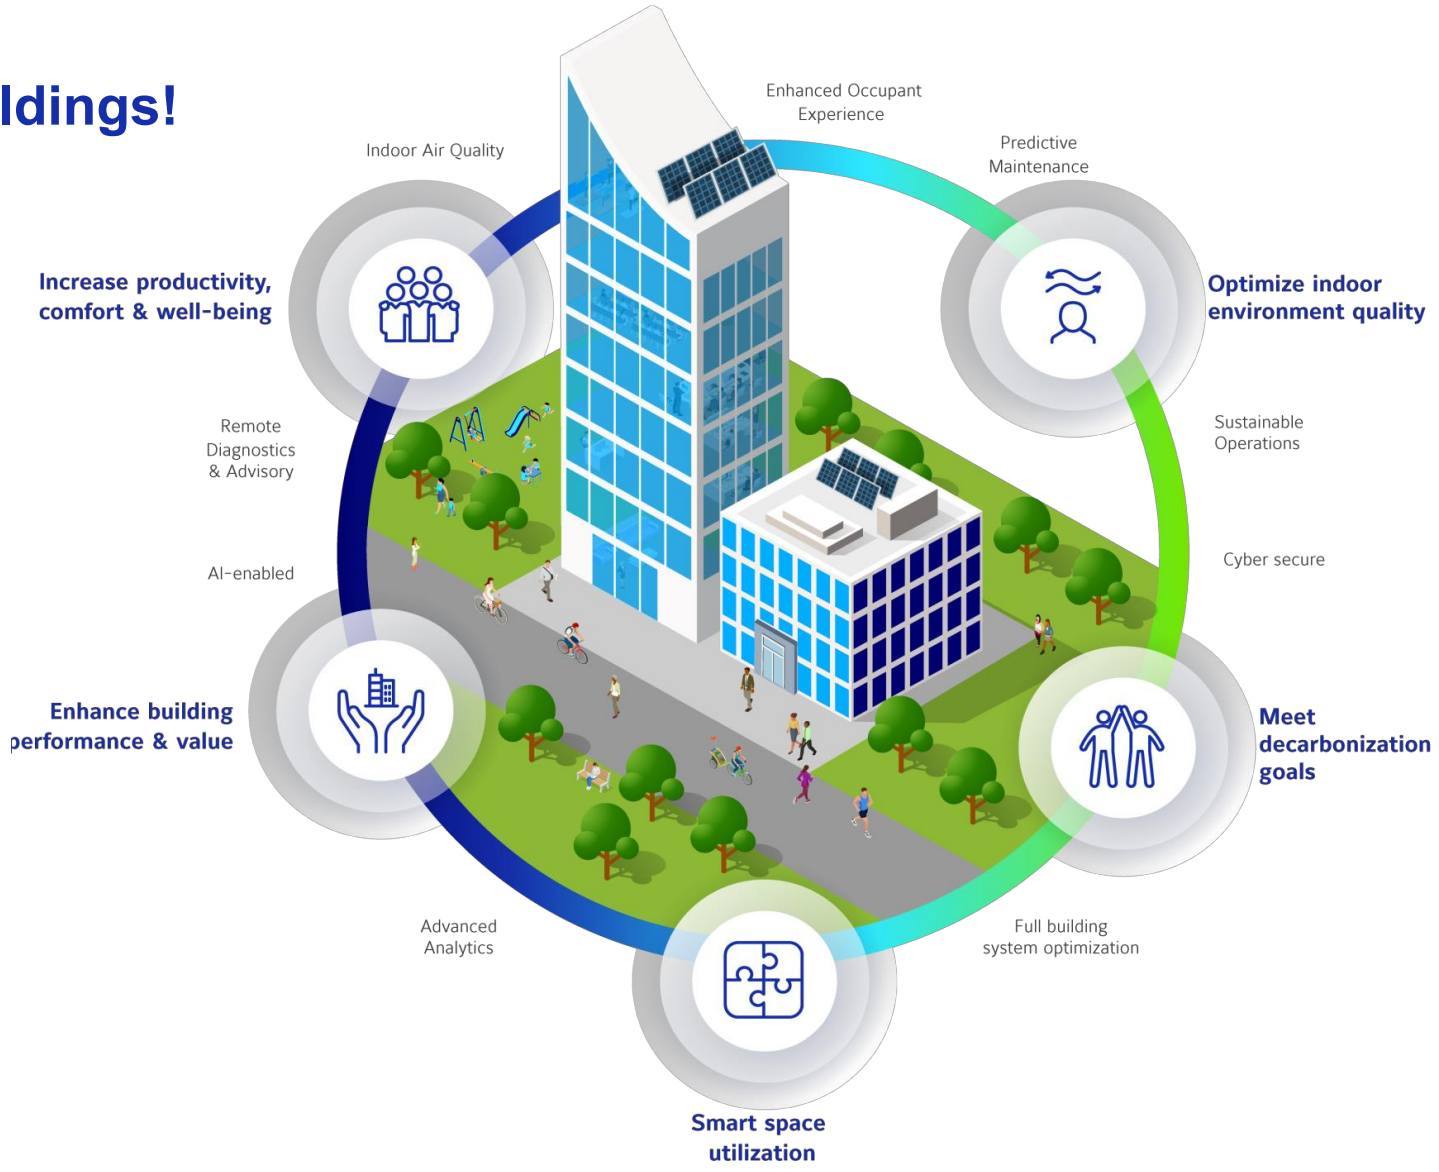 ldings!
Enhanced Occupant
Experience
Indoor Air Quality
Predictive
Maintenance
Increase productivity,
comfort & well-being
Optimize indoor
environment quality
Remote
Diagnostics
& Advisory
Sustainable
Operations
AI-enabled
Cyber secure
Enhance building
performance & value
Meet
decarbonization
goals
Advanced
Analytics
Full building
system optimization
Smart space
utilization